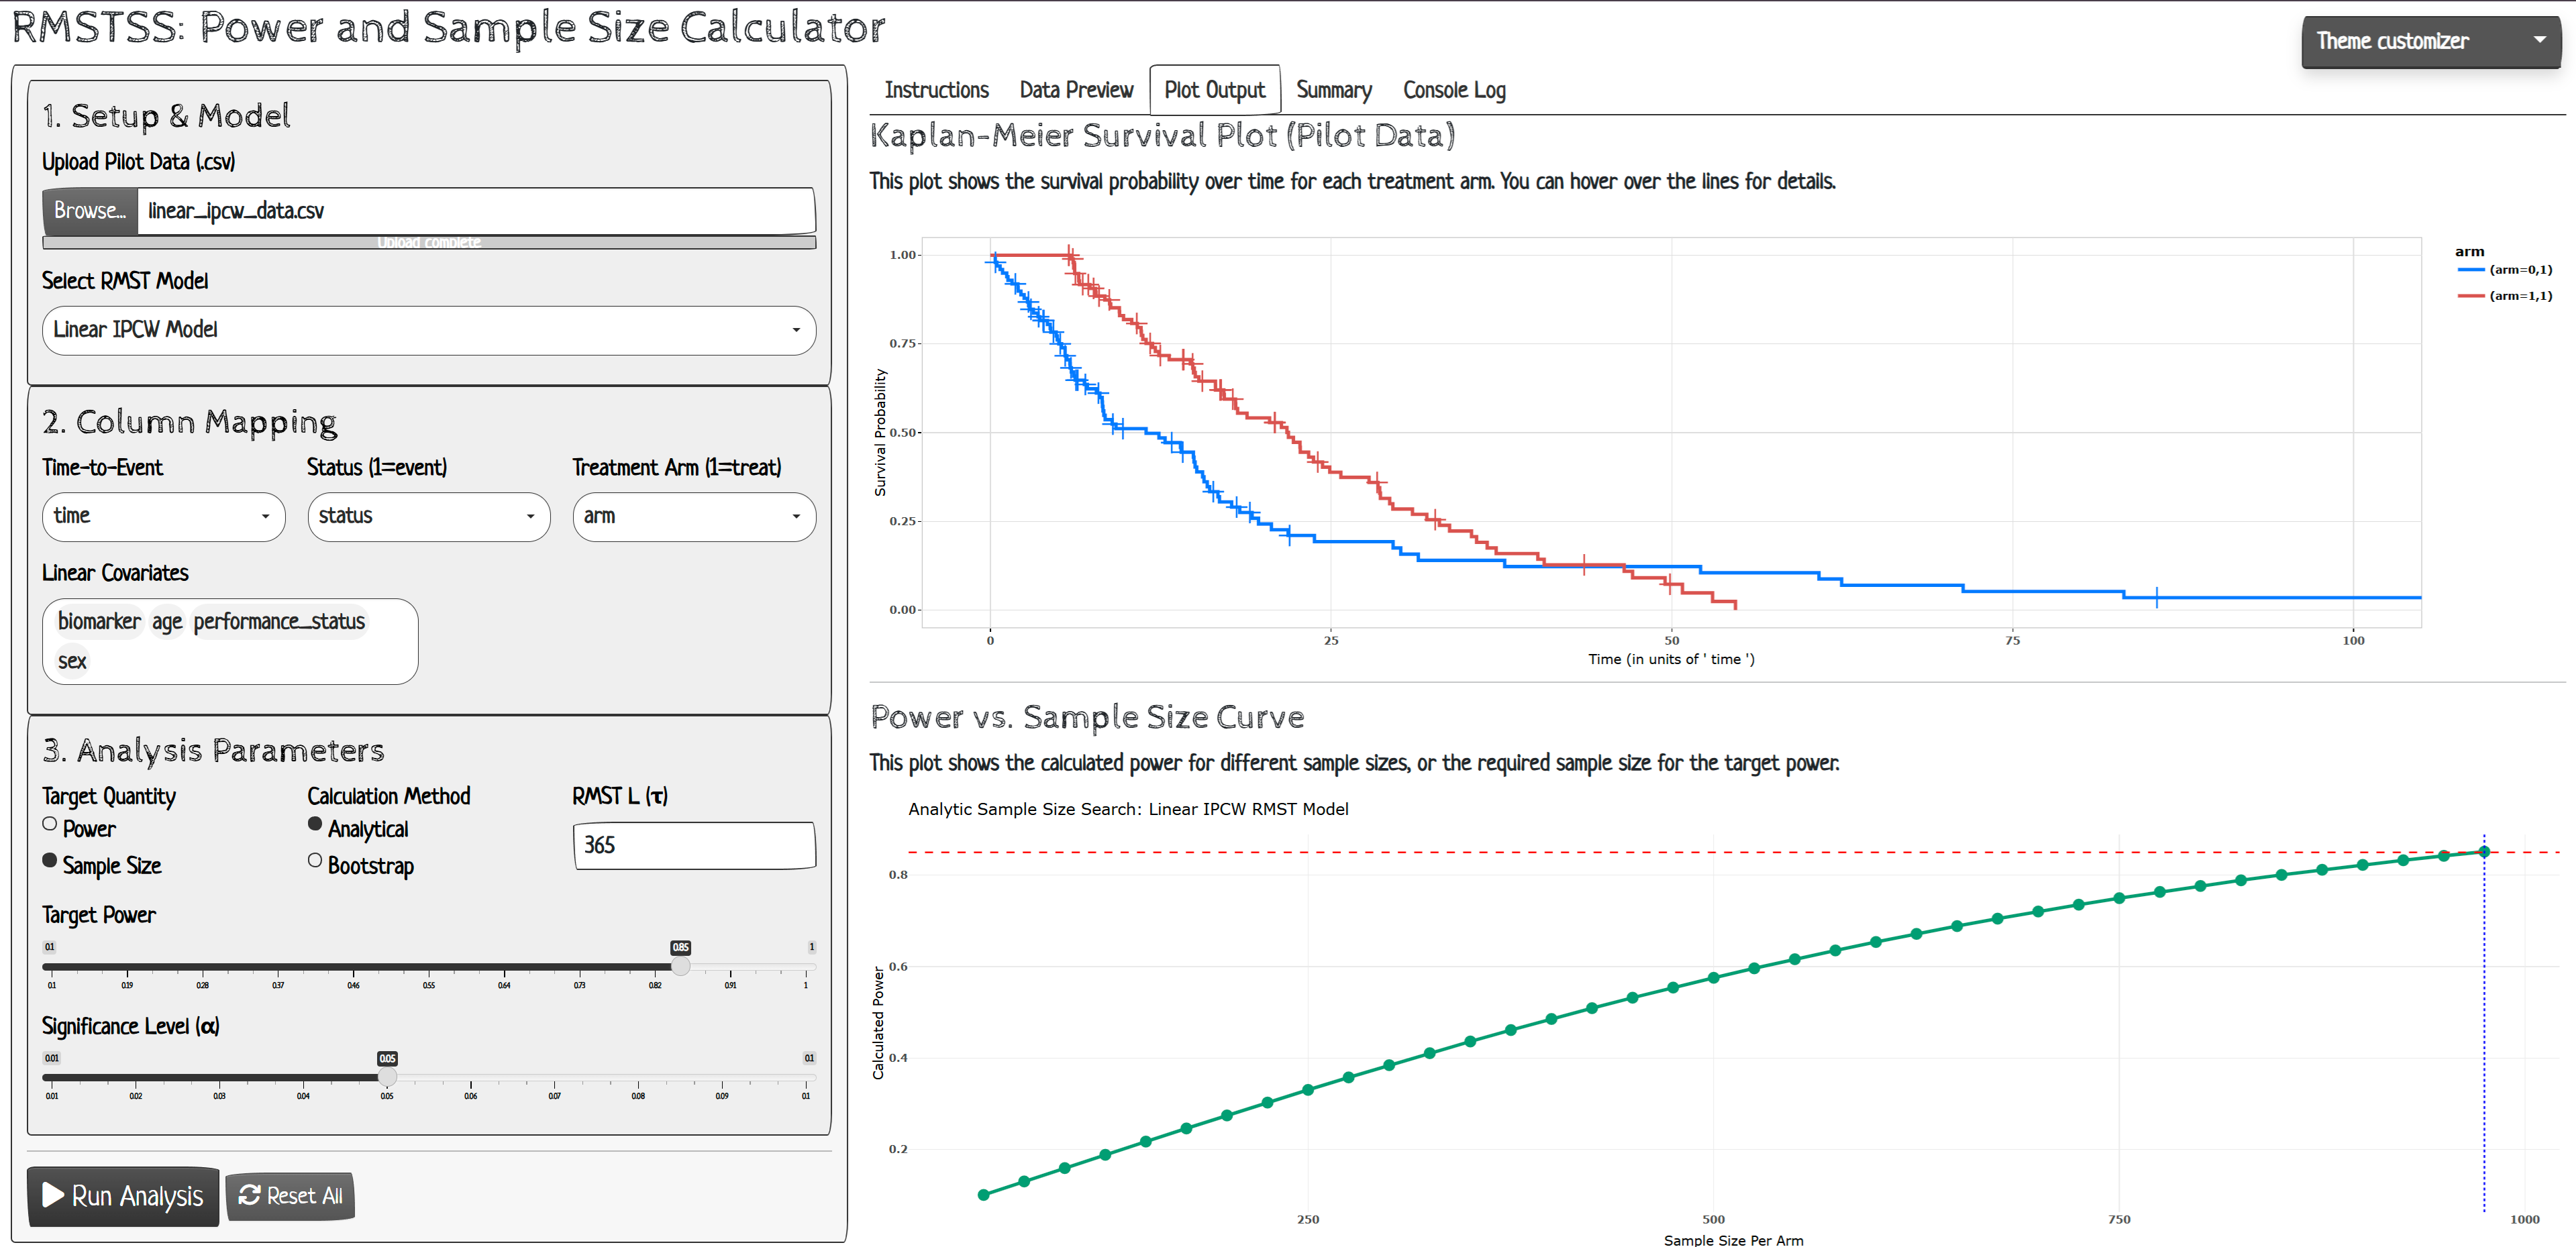 RMSTSS: Power and Sample Size Calculator
Theme customizer
1. Setup & Model
Upload Pilot Data (.csv)
Browse... linear_ipcw_data.csv
Upload complete
Select RMST Model
Linear IPCW Model
2. Column Mapping
Time-to-Event Status (1=event) Treatment Arm (1=treat)
time status arm
Linear Covariates
biomarker age performance_status
sex
3. Analysis Parameters
Target Quantity Calculation Method RMST L (τ)
Power Analytical
365
Sample Size Bootstrap
Target Power
0.1 0.85 1
0.1 0.19 0.28 0.37 0.46 0.55 0.64 0.73 0.82 0.91 1
Significance Level (α)
0.01 0.05 0.1
0.01 0.02 0.03 0.04 0.05 0.06 0.07 0.08 0.09 0.1
Run Analysis Reset All
Instructions Data Preview Plot Output Summary Console Log
Kaplan-Meier Survival Plot (Pilot Data)
This plot shows the survival probability over time for each treatment arm. You can hover over the lines for details.
arm
(arm=0,1)
(arm=1,1)
Survival Probability
1.00
0.75
0.50
0.25
0.00
0 25 50 75 100
Time (in units of ' time ')
Power vs. Sample Size Curve
This plot shows the calculated power for different sample sizes, or the required sample size for the target power.
Analytic Sample Size Search: Linear IPCW RMST Model
Calculated Power
0.8
0.6
0.4
0.2
250 500 750 1000
Sample Size Per Arm